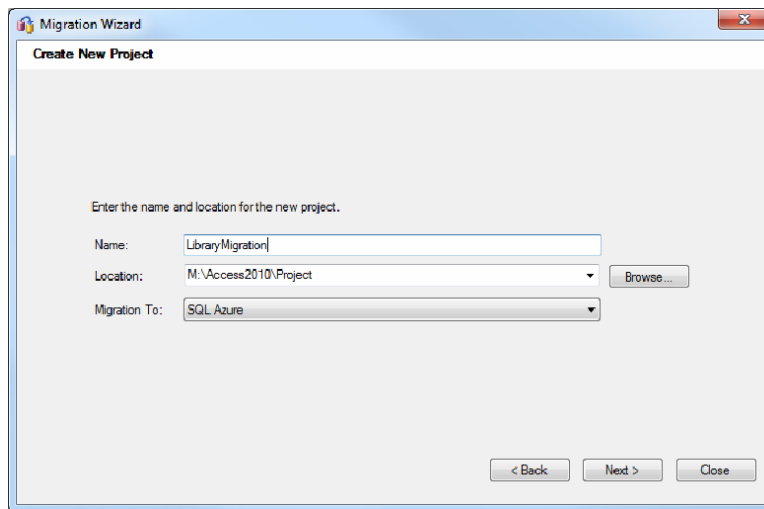 Migration Wizard
Create New Project
Enter the name and location for the new project.
Name: LibraryMigration
Location: M:\Access2010\Project Browse...
Migration To: SQL Azure
< Back Next > Close